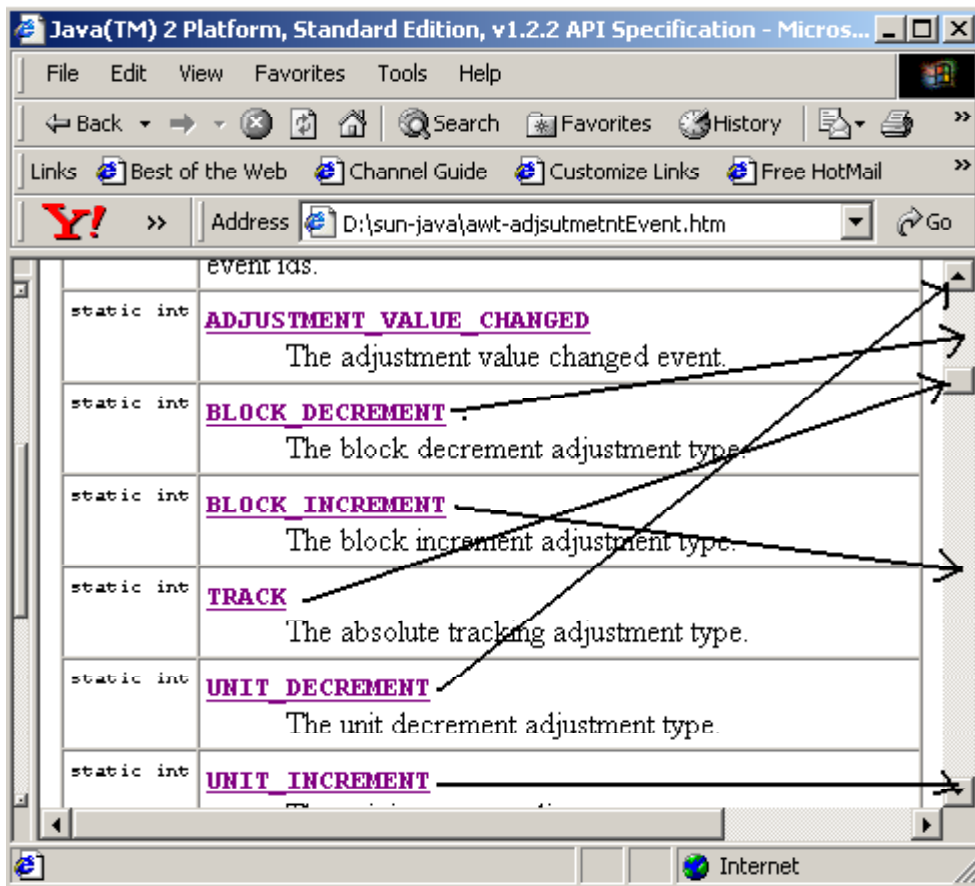 Java(TM) 2 Platform, Standard Edition, v1.2.2 API Specification - Micros...
File Edit View Favorites Tools Help
Back Search Favorites History »
Links Best of the Web Channel Guide Customize Links Free HotMail »
Y! » Address D:\sun-java\awt-adjsutmetntEvent.htm Go
event ids.
static int ADJUSTMENT_VALUE_CHANGED
The adjustment value changed event.
static int BLOCK_DECREMENT
The block decrement adjustment type.
static int BLOCK_INCREMENT
The block increment adjustment type.
static int TRACK
The absolute tracking adjustment type.
static int UNIT_DECREMENT
The unit decrement adjustment type.
static int UNIT_INCREMENT
Internet